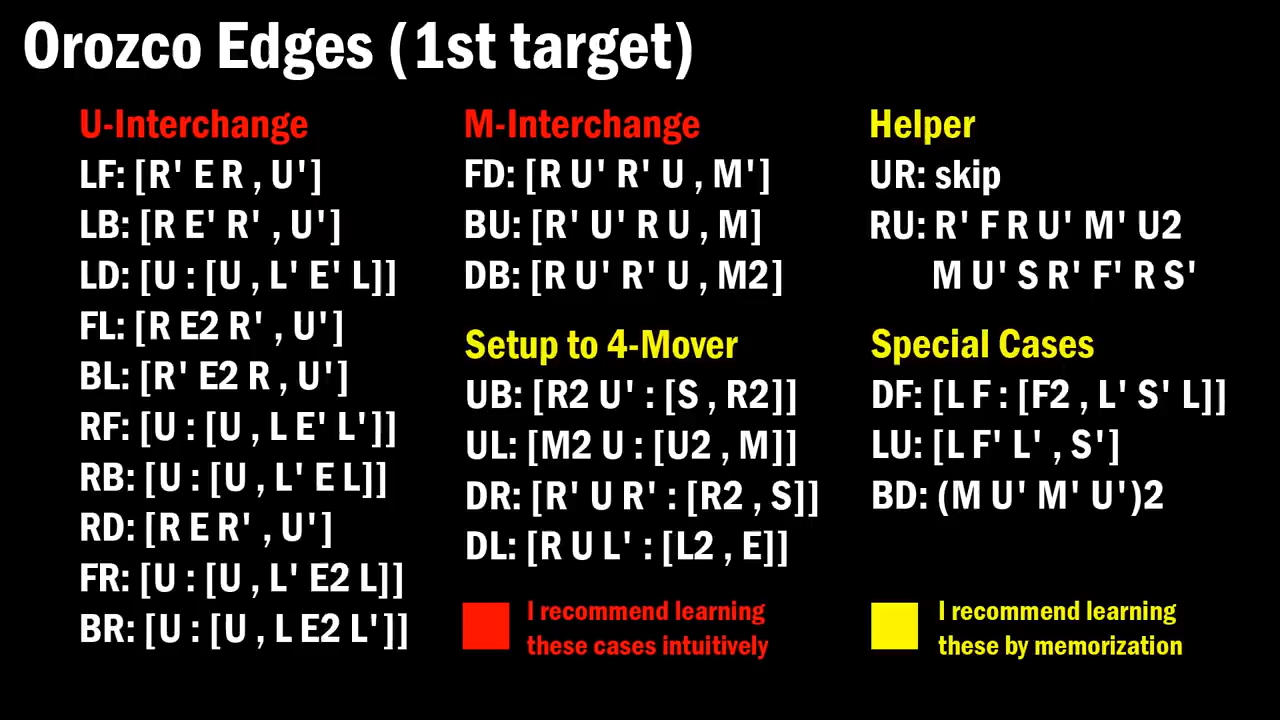 Orozco Edges (1st target)
U-Interchange
LF: [R' E R , U']
LB: [R E' R' , U']
LD: [U : [U , L' E' L]]
FL: [R E2 R' , U']
BL: [R' E2 R , U']
RF: [U : [U , L E' L']]
RB: [U : [U , L' E L]]
RD: [R E R' , U']
FR: [U : [U , L' E2 L]]
BR: [U : [U , L E2 L']]
M-Interchange
FD: [R U' R' U , M']
BU: [R' U' R U , M]
DB: [R U' R' U , M2]
Setup to 4-Mover
UB: [R2 U' : [S , R2]]
UL: [M2 U : [U2 , M]]
DR: [R' U R' : [R2 , S]]
DL: [R U L' : [L2 , E]]
I recommend learning
these cases intuitively
Helper
UR: skip
RU: R' F R U' M' U2
M U' S R' F' R S'
Special Cases
DF: [L F : [F2 , L' S' L]]
LU: [L F' L' , S']
BD: (M U' M' U')2
I recommend learning
these by memorization